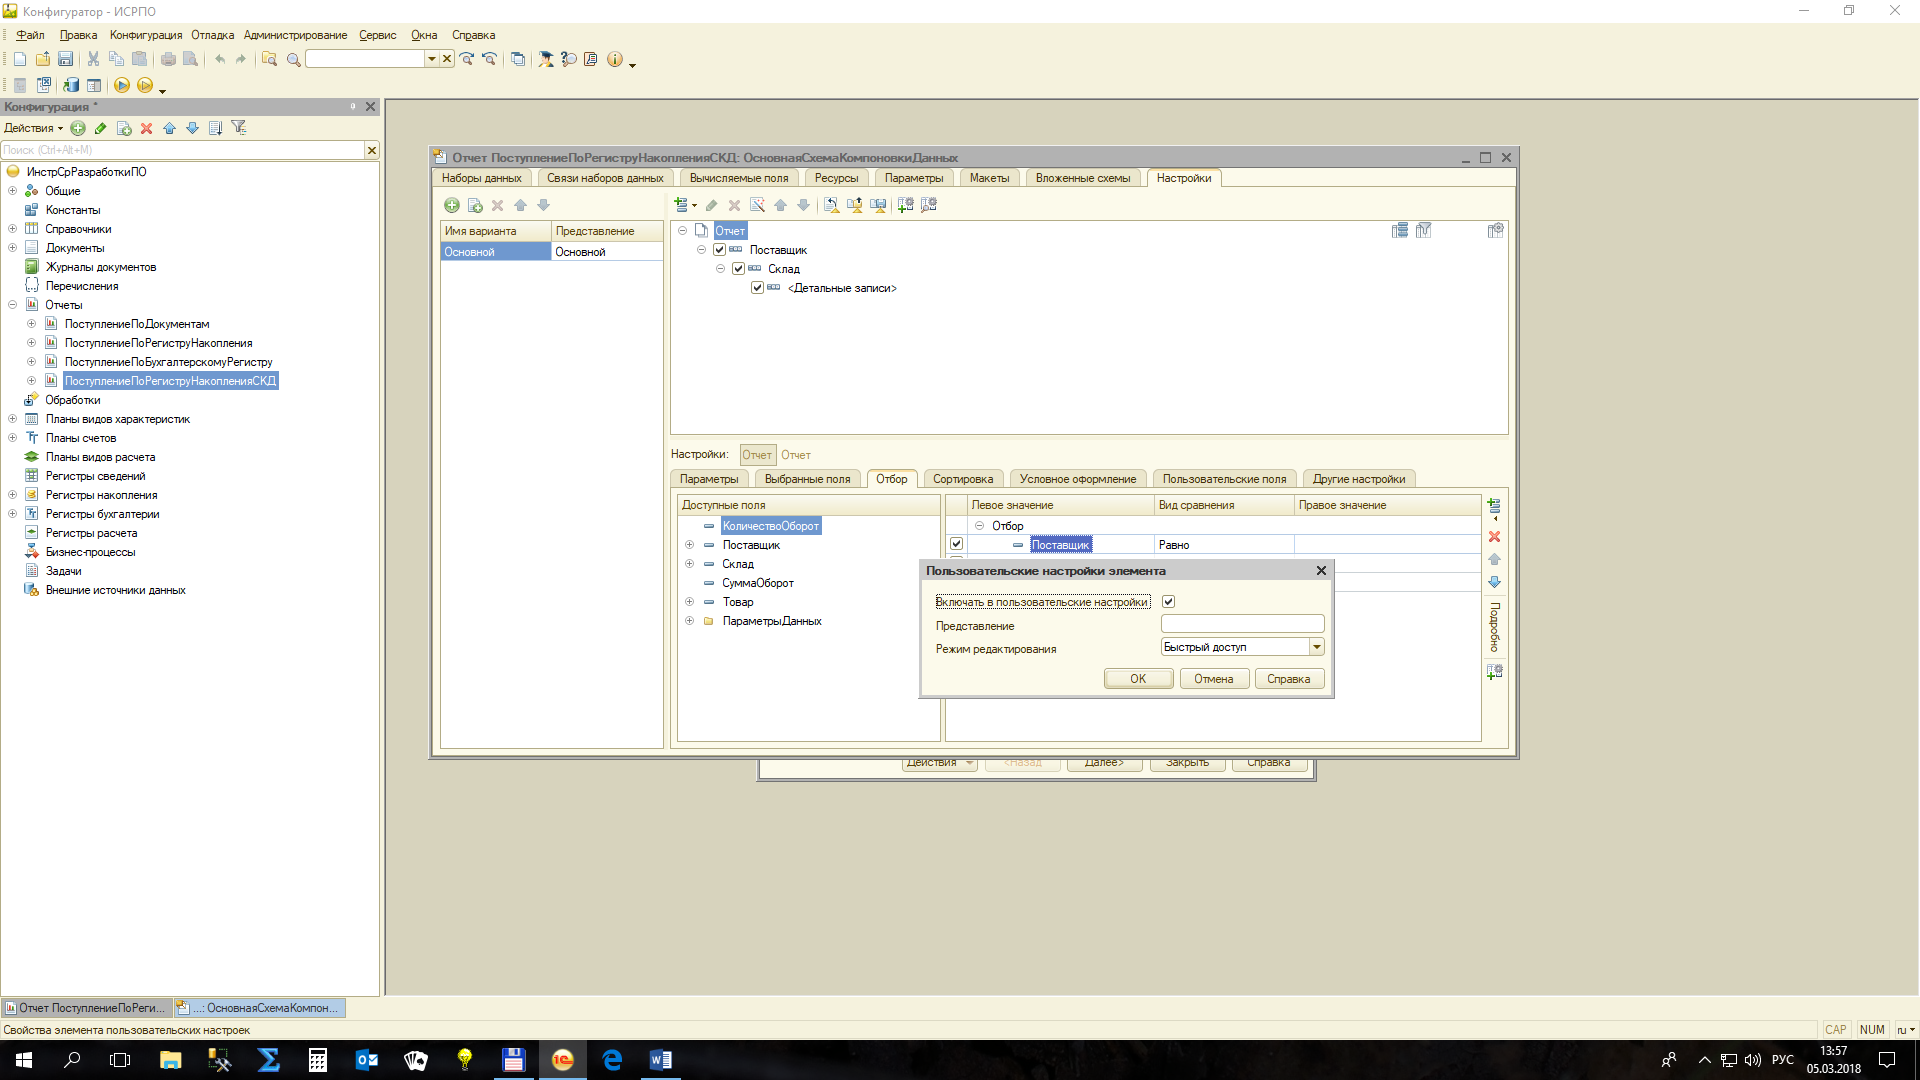 Конфигуратор - ИСРПО
Файл Правка Конфигурация Отладка Администрирование Сервис Окна Справка
Конфигурация *
Действия
Поиск (Ctrl+Alt+M)
ИнстрСрРазработкиПО
Общие
Константы
Справочники
Документы
Журналы документов
Перечисления
Отчеты
ПоступлениеПоДокументам
ПоступлениеПоРегиструНакопления
ПоступлениеПоБухгалтерскомуРегистру
ПоступлениеПоРегиструНакопленияСКД
Обработки
Планы видов характеристик
Планы счетов
Планы видов расчета
Регистры сведений
Регистры накопления
Регистры бухгалтерии
Регистры расчета
Бизнес-процессы
Задачи
Внешние источники данных
Отчет ПоступлениеПоРегиструНакопленияСКД: ОсновнаяСхемаКомпоновкиДанных
Наборы данных Связи наборов данных Вычисляемые поля Ресурсы Параметры Макеты Вложенные схемы Настройки
Имя варианта Представление
Основной Основной
Отчет
Поставщик
Склад
<Детальные записи>
Настройки: Отчет Отчет
Параметры Выбранные поля Отбор Сортировка Условное оформление Пользовательские поля Другие настройки
Доступные поля
КоличествоОборот
Поставщик
Склад
СуммаОборот
Товар
ПараметрыДанных
Левое значение Вид сравнения Правое значение
Отбор
Поставщик Равно
Подробно
Пользовательские настройки элемента
Включать в пользовательские настройки
Представление
Режим редактирования Быстрый доступ
OK Отмена Справка
Действия <Назад Далее> Закрыть Справка
Отчет ПоступлениеПоРеги... ...: ОсновнаяСхемаКомпон...
Свойства элемента пользовательских настроек
CAP NUM ru
РУС
13:57
05.03.2018